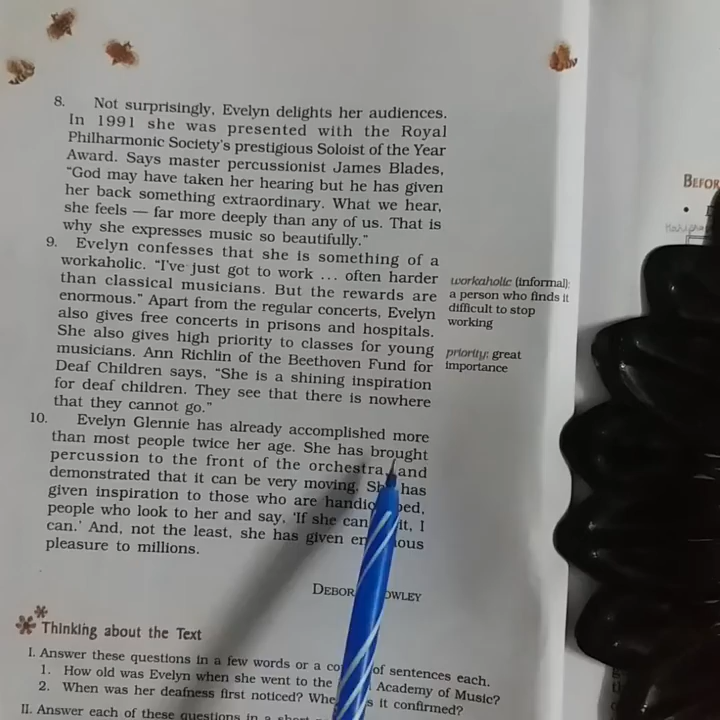 8. Not surprisingly, Evelyn delights her audiences.
In 1991 she was presented with the Royal
Philharmonic Society's prestigious Soloist of the Year
Award. Says master percussionist James Blades,
"God may have taken her hearing but he has given
her back something extraordinary. What we hear,
she feels — far more deeply than any of us. That is
why she expresses music so beautifully."
9. Evelyn confesses that she is something of a
workaholic. "I've just got to work ... often harder
than classical musicians. But the rewards are
enormous." Apart from the regular concerts, Evelyn
also gives free concerts in prisons and hospitals.
She also gives high priority to classes for young
musicians. Ann Richlin of the Beethoven Fund for
Deaf Children says, "She is a shining inspiration
for deaf children. They see that there is nowhere
that they cannot go."
workaholic (informal):
a person who finds it
difficult to stop
working
priority: great
importance
10. Evelyn Glennie has already accomplished more
than most people twice her age. She has brought
percussion to the front of the orchestra, and
demonstrated that it can be very moving. She has
given inspiration to those who are
people who look to her and say, 'If she can it, I
can.' And, not the least, she has given
pleasure to millions.
Thinking about the Text
I. Answer these questions in a few words or a of sentences each.
1. How old was Evelyn when she went to the Academy of Music?
2. When was her deafness first noticed? it confirmed?
II. Answer each of these questions in a short
BEFOR